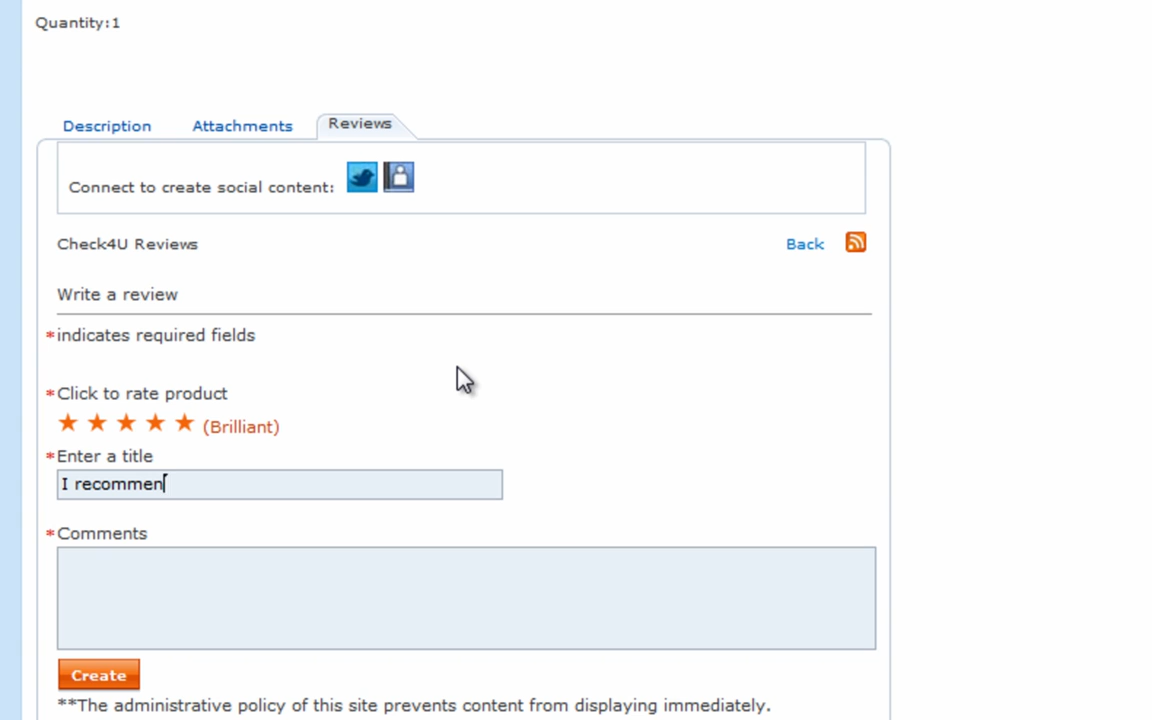 Quantity:1
Description Attachments Reviews
Connect to create social content:
Check4U Reviews Back
Write a review
*indicates required fields
*Click to rate product
(Brilliant)
*Enter a title
I recommen
*Comments
Create
**The administrative policy of this site prevents content from displaying immediately.